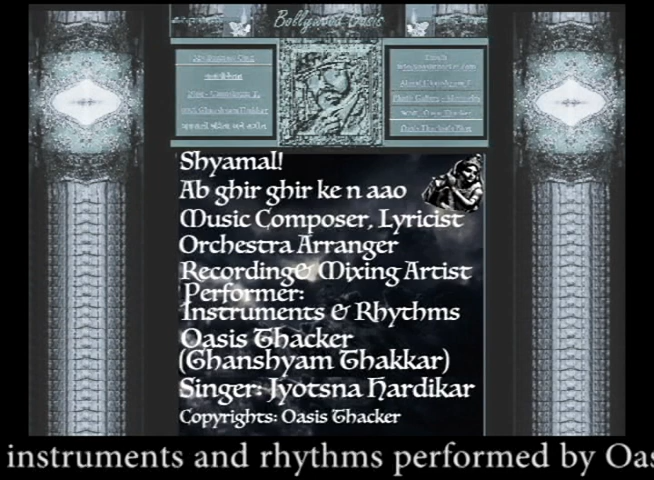 Bollywood Oasis
Shyamal!
Ab ghir ghir ke n aao
Music Composer, Lyricist
Orchestra Arranger
Recording& Mixing Artist
Performer:
Instruments & Rhythms
Oasis Thacker
(Ghanshyam Thakkar)
Singer: Jyotsna Hardikar
Copyrights: Oasis Thacker
instruments and rhythms performed by Oas